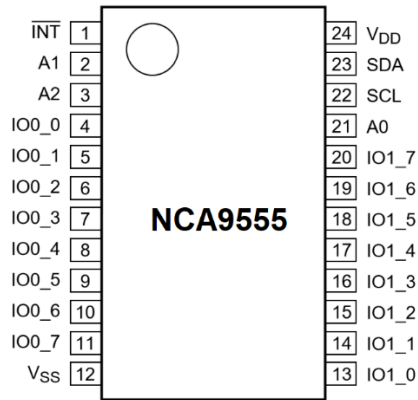 INT 1 24 VDD
A1 2 23 SDA
A2 3 22 SCL
IO0_0 4 21 A0
IO0_1 5 20 IO1_7
IO0_2 6 19 IO1_6
IO0_3 7 18 IO1_5
NCA9555
IO0_4 8 17 IO1_4
IO0_5 9 16 IO1_3
IO0_6 10 15 IO1_2
IO0_7 11 14 IO1_1
VSS 12 13 IO1_0